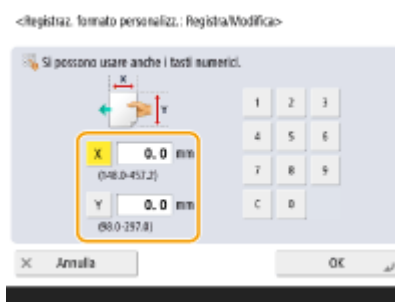 <Registraz. formato personalizz.: Registra/Modifica>
Si possono usare anche i tasti numerici.
X
Y
1 2 3
X 0. 0 mm
4 5 6
(148.0-457.2)
7 8 9
Y 0. 0 mm
C 0
(98.0-297.0)
× Annulla
OK